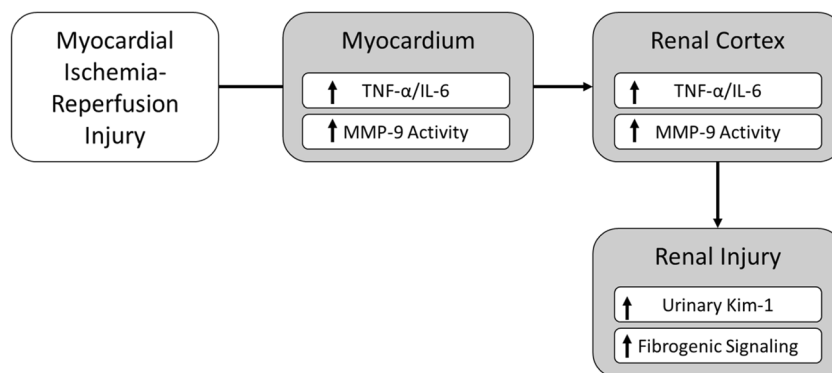 Myocardial
Ischemia-
Reperfusion
Injury
Myocardium
TNF-α/IL-6
MMP-9 Activity
Renal Cortex
TNF-α/IL-6
MMP-9 Activity
Renal Injury
Urinary Kim-1
Fibrogenic Signaling